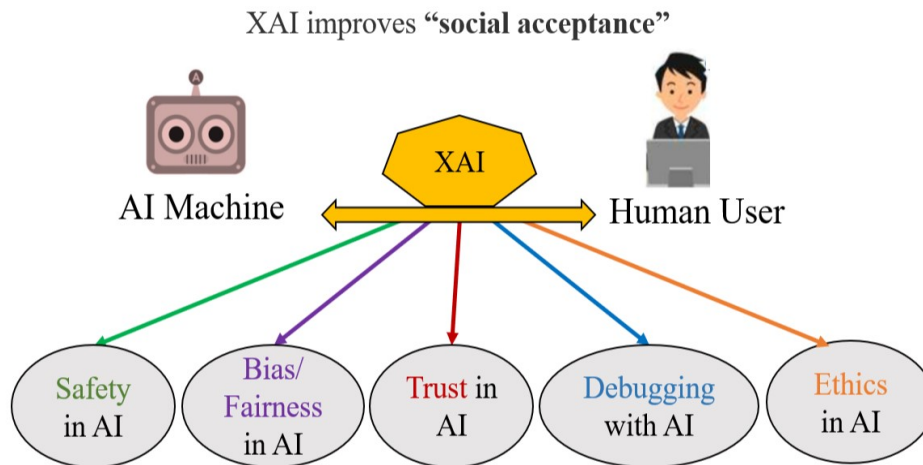 XAI improves “social acceptance”
A
XAI
AI Machine
Human User
Safety
in AI
Bias/
Fairness
in AI
Trust in
AI
Debugging
with AI
Ethics
in AI